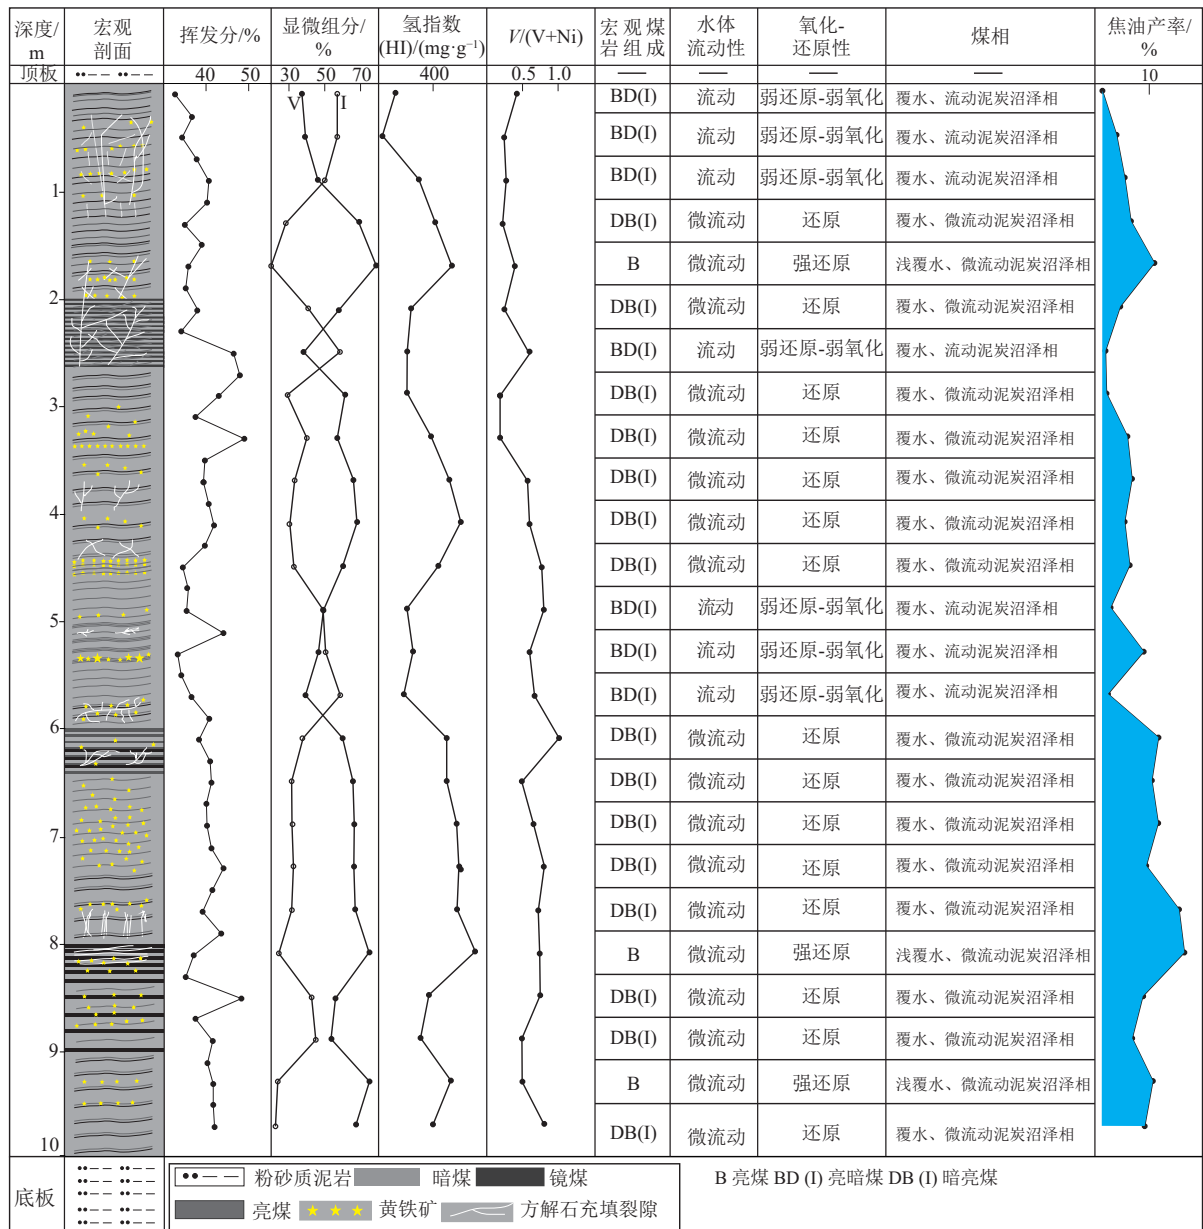 深度/m 宏观剖面 挥发分/% 显微组分/% 氢指数(HI)/(mg·g⁻¹) V/(V+Ni) 宏观煤岩组成 水体流动性 氧化-还原性 煤相 焦油产率/%
顶板 40 50 30 50 70 400 0.5 1.0 — — — — 10
V I BD(I) 流动 弱还原-弱氧化 覆水、流动泥炭沼泽相
BD(I) 流动 弱还原-弱氧化 覆水、流动泥炭沼泽相
1 BD(I) 流动 弱还原-弱氧化 覆水、流动泥炭沼泽相
DB(I) 微流动 还原 覆水、微流动泥炭沼泽相
B 微流动 强还原 浅覆水、微流动泥炭沼泽相
2 DB(I) 微流动 还原 覆水、微流动泥炭沼泽相
BD(I) 流动 弱还原-弱氧化 覆水、流动泥炭沼泽相
DB(I) 微流动 还原 覆水、微流动泥炭沼泽相
3 DB(I) 微流动 还原 覆水、微流动泥炭沼泽相
DB(I) 微流动 还原 覆水、微流动泥炭沼泽相
4 DB(I) 微流动 还原 覆水、微流动泥炭沼泽相
DB(I) 微流动 还原 覆水、微流动泥炭沼泽相
5 BD(I) 流动 弱还原-弱氧化 覆水、流动泥炭沼泽相
BD(I) 流动 弱还原-弱氧化 覆水、流动泥炭沼泽相
BD(I) 流动 弱还原-弱氧化 覆水、流动泥炭沼泽相
6 DB(I) 微流动 还原 覆水、微流动泥炭沼泽相
DB(I) 微流动 还原 覆水、微流动泥炭沼泽相
7 DB(I) 微流动 还原 覆水、微流动泥炭沼泽相
DB(I) 微流动 还原 覆水、微流动泥炭沼泽相
DB(I) 微流动 还原 覆水、微流动泥炭沼泽相
8 B 微流动 强还原 浅覆水、微流动泥炭沼泽相
DB(I) 微流动 还原 覆水、微流动泥炭沼泽相
9 DB(I) 微流动 还原 覆水、微流动泥炭沼泽相
B 微流动 强还原 浅覆水、微流动泥炭沼泽相
10 DB(I) 微流动 还原 覆水、微流动泥炭沼泽相
底板 粉砂质泥岩 暗煤 镜煤 B 亮煤 BD (I) 亮暗煤 DB (I) 暗亮煤
亮煤 黄铁矿 方解石充填裂隙